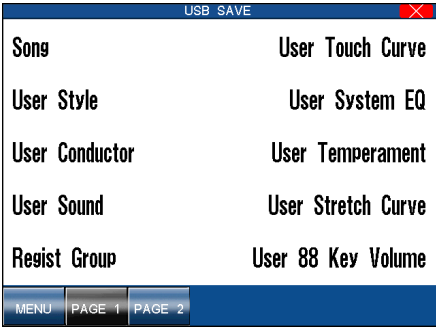 USB SAVE
Song
User Touch Curve
User Style
User System EQ
User Conductor
User Temperament
User Sound
User Stretch Curve
Regist Group
User 88 Key Volume
MENU PAGE 1 PAGE 2